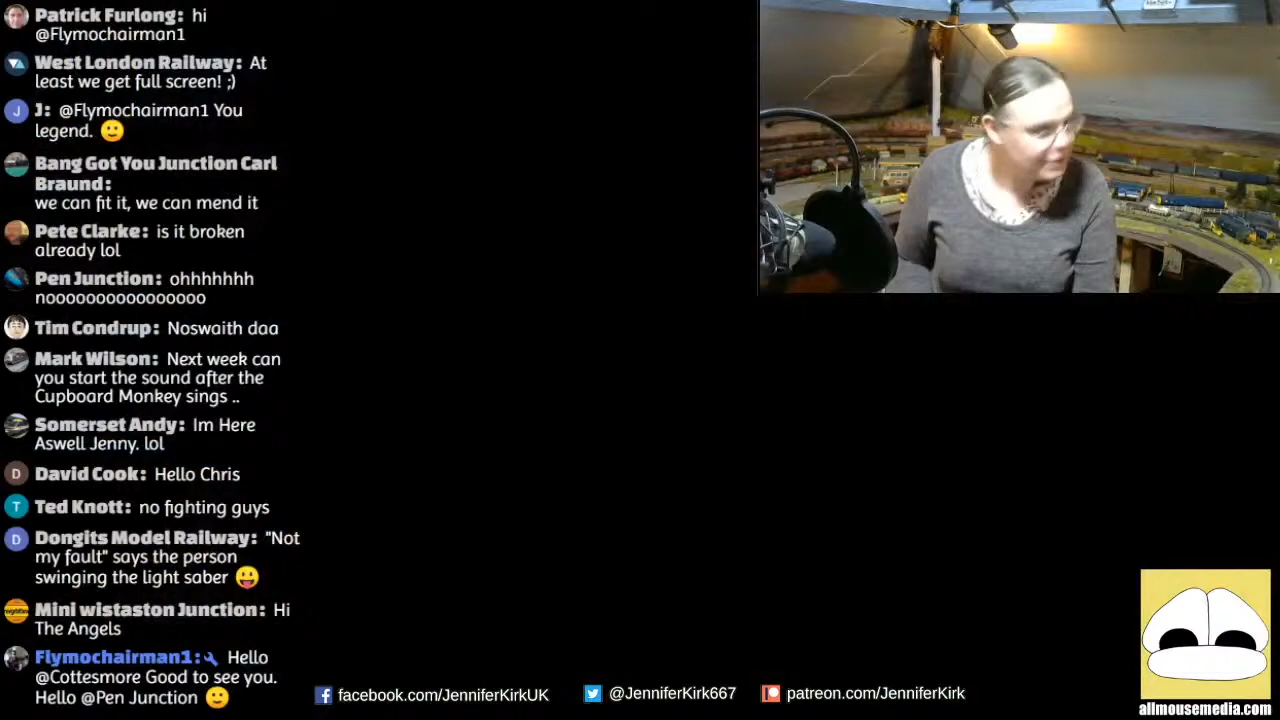 Patrick Furlong: hi
@Flymochairman1
West London Railway: At
least we get full screen! ;)
J
J: @Flymochairman1 You
legend. 🙂
Bang Got You Junction Carl
Braund:
we can fit it, we can mend it
Pete Clarke: is it broken
already lol
Pen Junction: ohhhhhhh
nooooooooooooooooo
Tim Condrup: Noswaith daa
Mark Wilson: Next week can
you start the sound after the
Cupboard Monkey sings ..
Somerset Andy: Im Here
Aswell Jenny. lol
D
David Cook: Hello Chris
T
Ted Knott: no fighting guys
D
Dongits Model Railway: "Not
my fault" says the person
swinging the light saber 😛
Mini wistaston Junction: Hi
The Angels
Flymochairman1: Hello
@Cottesmore Good to see you.
Hello @Pen Junction 🙂
facebook.com/JenniferKirkUK
@JenniferKirk667
patreon.com/JenniferKirk
allmousemedia.com